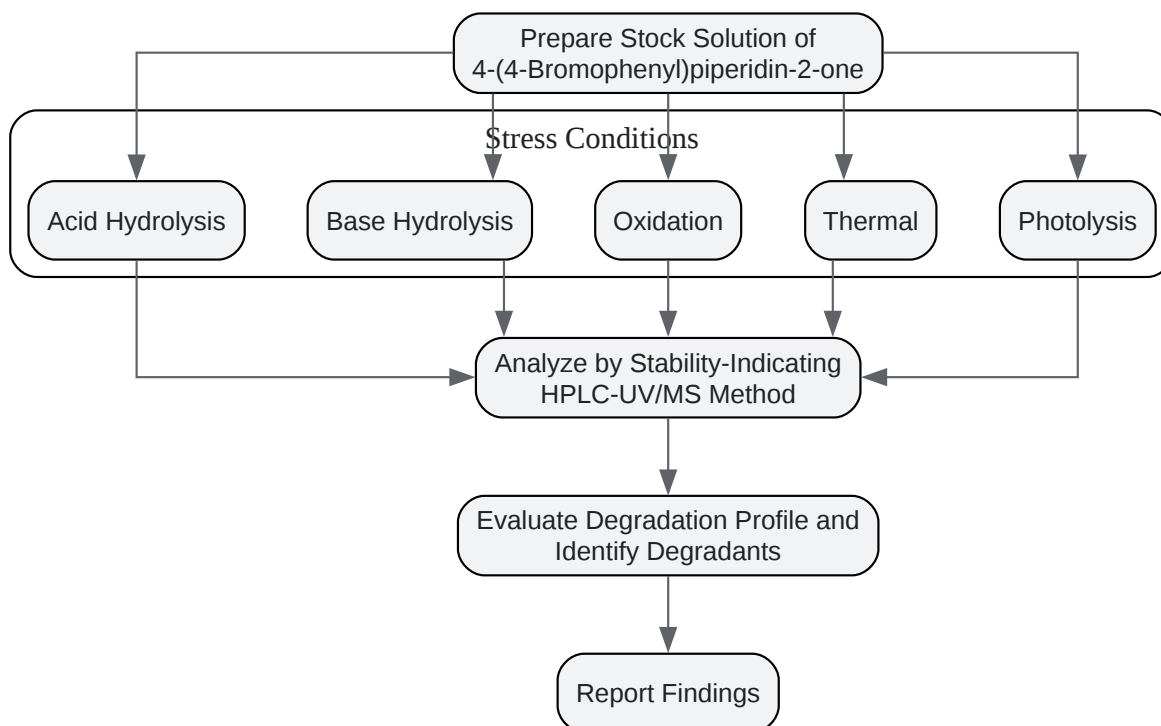 Prepare Stock Solution of
4-(4-Bromophenyl)piperidin-2-one
Stress Conditions
Acid Hydrolysis
Base Hydrolysis
Oxidation
Thermal
Photolysis
Analyze by Stability-Indicating
HPLC-UV/MS Method
Evaluate Degradation Profile and
Identify Degradants
Report Findings